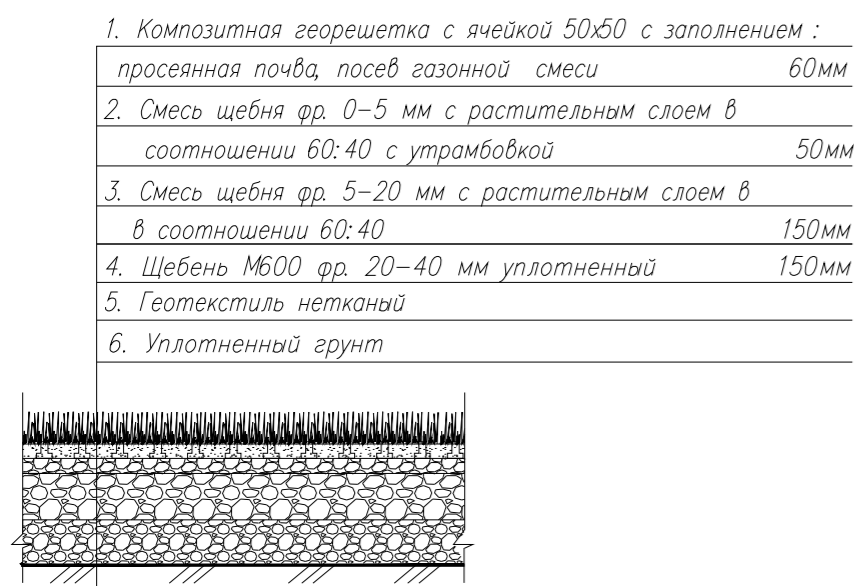 1. Композитная георешетка с ячейкой 50х50 с заполнением :
просеянная почва, посев газонной смеси 60мм
2. Смесь щебня фр. 0-5 мм с растительным слоем в
соотношении 60:40 с утрамбовкой 50мм
3. Смесь щебня фр. 5-20 мм с растительным слоем в
в соотношении 60:40 150мм
4. Щебень М600 фр. 20-40 мм уплотненный 150мм
5. Геотекстиль нетканый
6. Уплотненный грунт